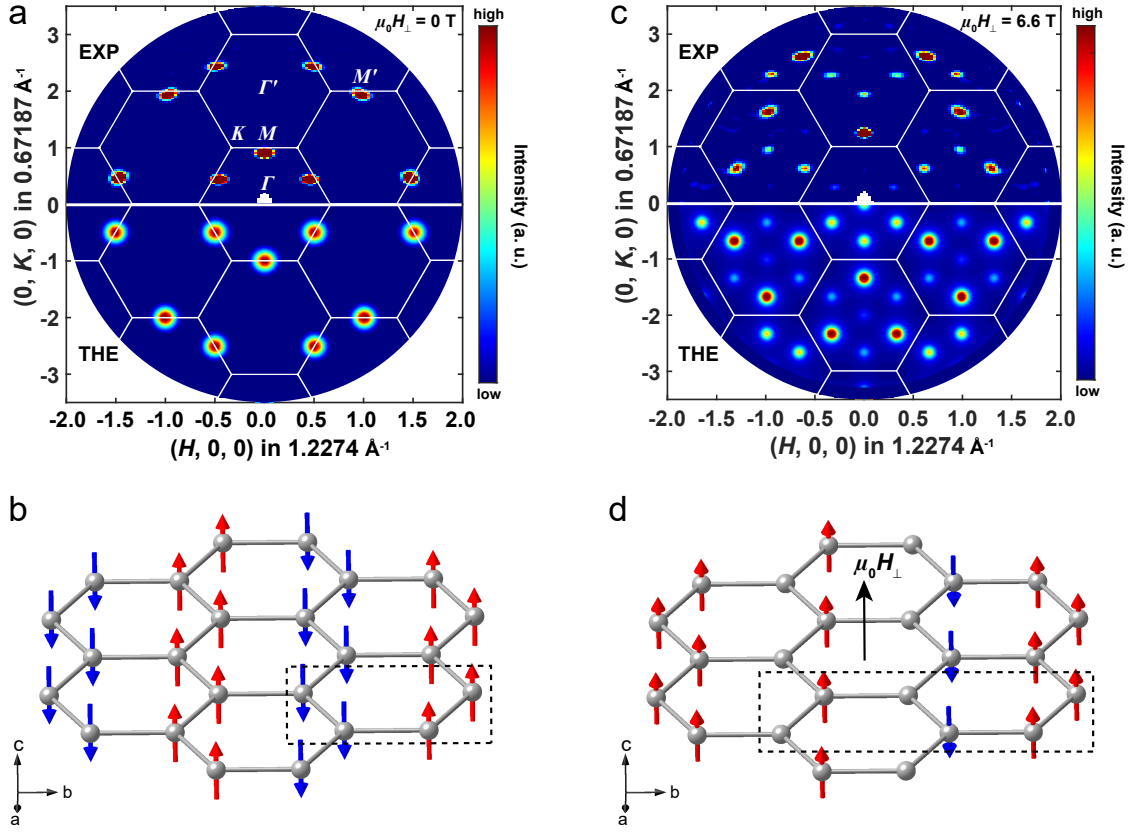 a
μ₀H⊥ = 0 T
high
EXP
M'
Γ'
K M
Γ
THE
Intensity (a. u.)
low
3
2
1
0
-1
-2
-3
(0, K, 0) in 0.67187 Å⁻¹
-2.0 -1.5 -1.0 -0.5 0.0 0.5 1.0 1.5 2.0
(H, 0, 0) in 1.2274 Å⁻¹
c
μ₀H⊥ = 6.6 T
high
EXP
THE
Intensity (a. u.)
low
3
2
1
0
-1
-2
-3
(0, K, 0) in 0.67187 Å⁻¹
-2.0 -1.5 -1.0 -0.5 0.0 0.5 1.0 1.5 2.0
(H, 0, 0) in 1.2274 Å⁻¹
b
c
b
a
d
μ₀H⊥
c
b
a